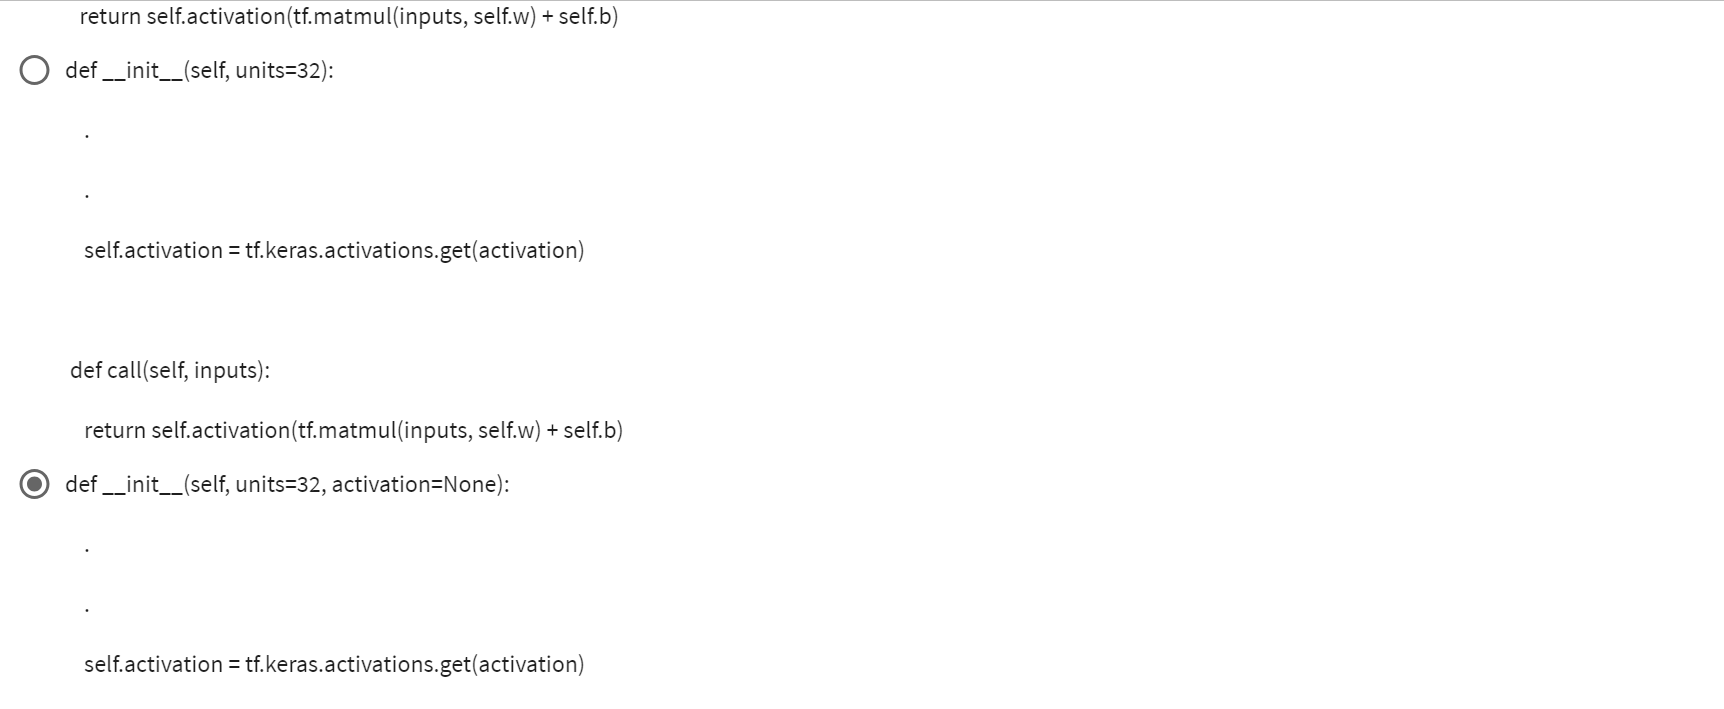 return self.activation(tf.matmul(inputs, self.w) + self.b)
def __init__(self, units=32):
.
.
self.activation = tf.keras.activations.get(activation)
def call(self, inputs):
return self.activation(tf.matmul(inputs, self.w) + self.b)
def __init__(self, units=32, activation=None):
.
.
self.activation = tf.keras.activations.get(activation)